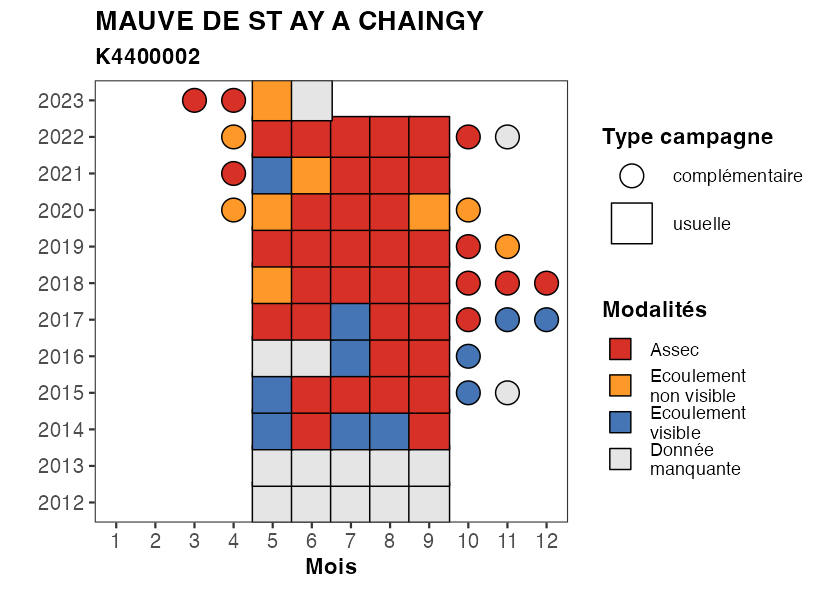 MAUVE DE ST AY A CHAINGY
K4400002
2023
2022
2021
2020
2019
2018
2017
2016
2015
2014
2013
2012
1 2 3 4 5 6 7 8 9 10 11 12
Mois
Type campagne
complémentaire
usuelle
Modalités
Assec
Ecoulement
non visible
Ecoulement
visible
Donnée
manquante